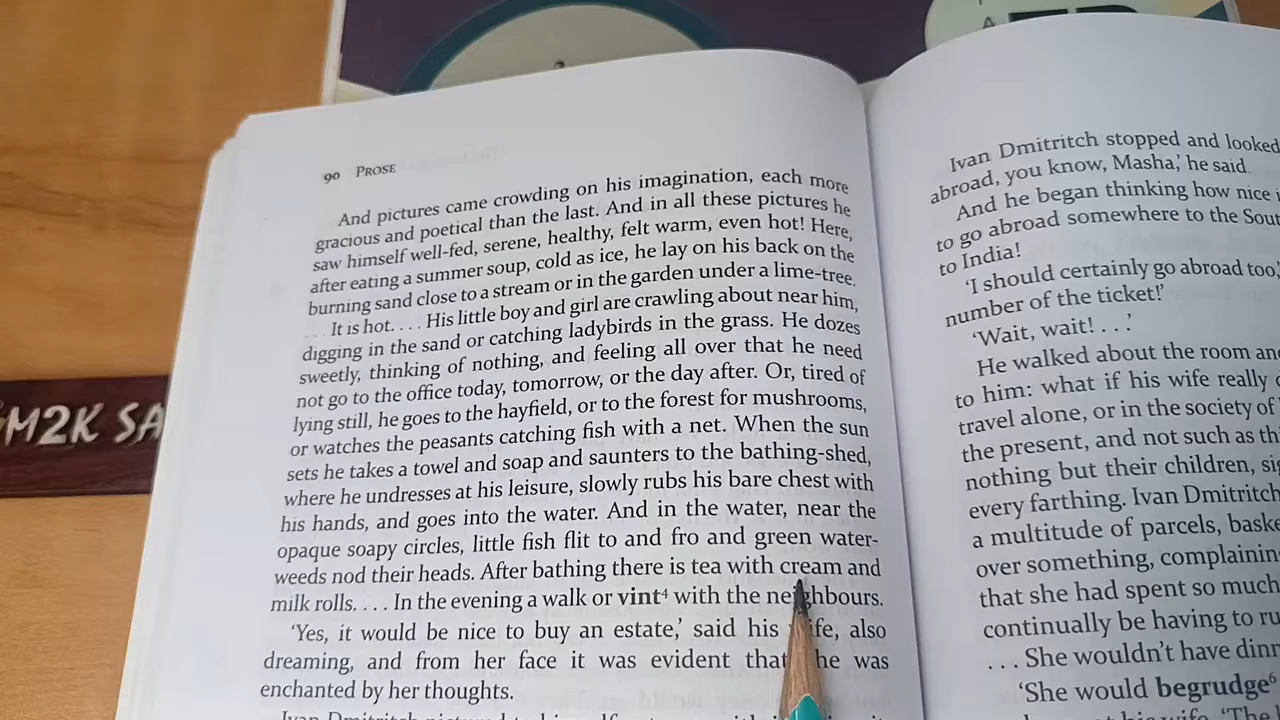 90 PROSE
And pictures came crowding on his imagination, each more
gracious and poetical than the last. And in all these pictures he
saw himself well-fed, serene, healthy, felt warm, even hot! Here,
after eating a summer soup, cold as ice, he lay on his back on the
burning sand close to a stream or in the garden under a lime-tree.
. . . It is hot. . . . His little boy and girl are crawling about near him,
digging in the sand or catching ladybirds in the grass. He dozes
sweetly, thinking of nothing, and feeling all over that he need
not go to the office today, tomorrow, or the day after. Or, tired of
lying still, he goes to the hayfield, or to the forest for mushrooms,
or watches the peasants catching fish with a net. When the sun
sets he takes a towel and soap and saunters to the bathing-shed,
where he undresses at his leisure, slowly rubs his bare chest with
his hands, and goes into the water. And in the water, near the
opaque soapy circles, little fish flit to and fro and green water-
weeds nod their heads. After bathing there is tea with cream and
milk rolls. . . . In the evening a walk or vint⁴ with the neighbours.
'Yes, it would be nice to buy an estate,' said his wife, also
dreaming, and from her face it was evident that she was
enchanted by her thoughts.
Ivan Dmitritch stopped and looked
abroad, you know, Masha,' he said.
And he began thinking how nice
to go abroad somewhere to the
to India!
'I should certainly go abroad too,'
number of the ticket!'
'Wait, wait! . . .'
He walked about the room
to him: what if his wife really
travel alone, or in the society of
the present, and not such as
nothing but their children,
every farthing. Ivan Dmitritch
a multitude of parcels,
over something,
that she had spent so much
continually be having to
. . . She wouldn't have
'She would begrudge⁶
M2K